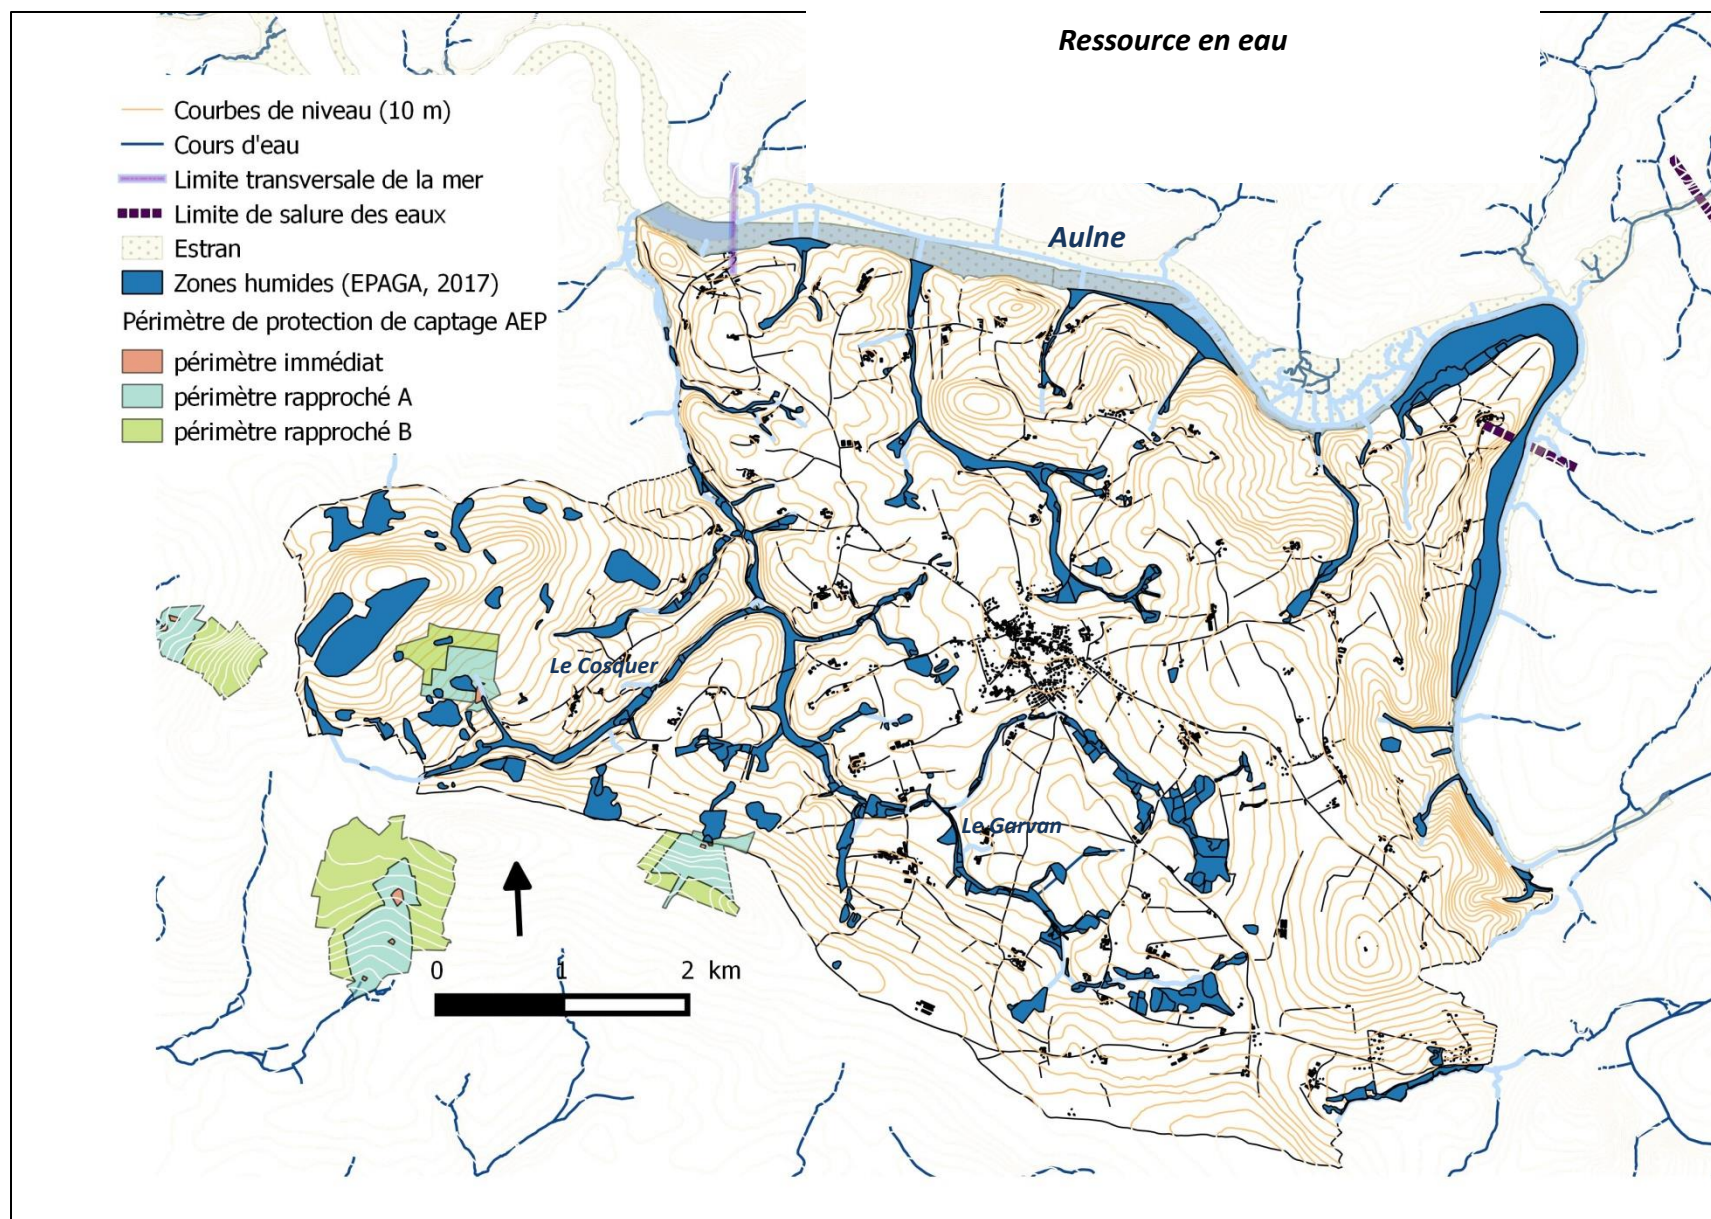 Ressource en eau
Courbes de niveau (10 m)
Cours d'eau
Limite transversale de la mer
Limite de salure des eaux
Estran
Zones humides (EPAGA, 2017)
Périmètre de protection de captage AEP
périmètre immédiat
périmètre rapproché A
périmètre rapproché B
Aulne
Le Cosquer
Le Garvan
0 1 2 km